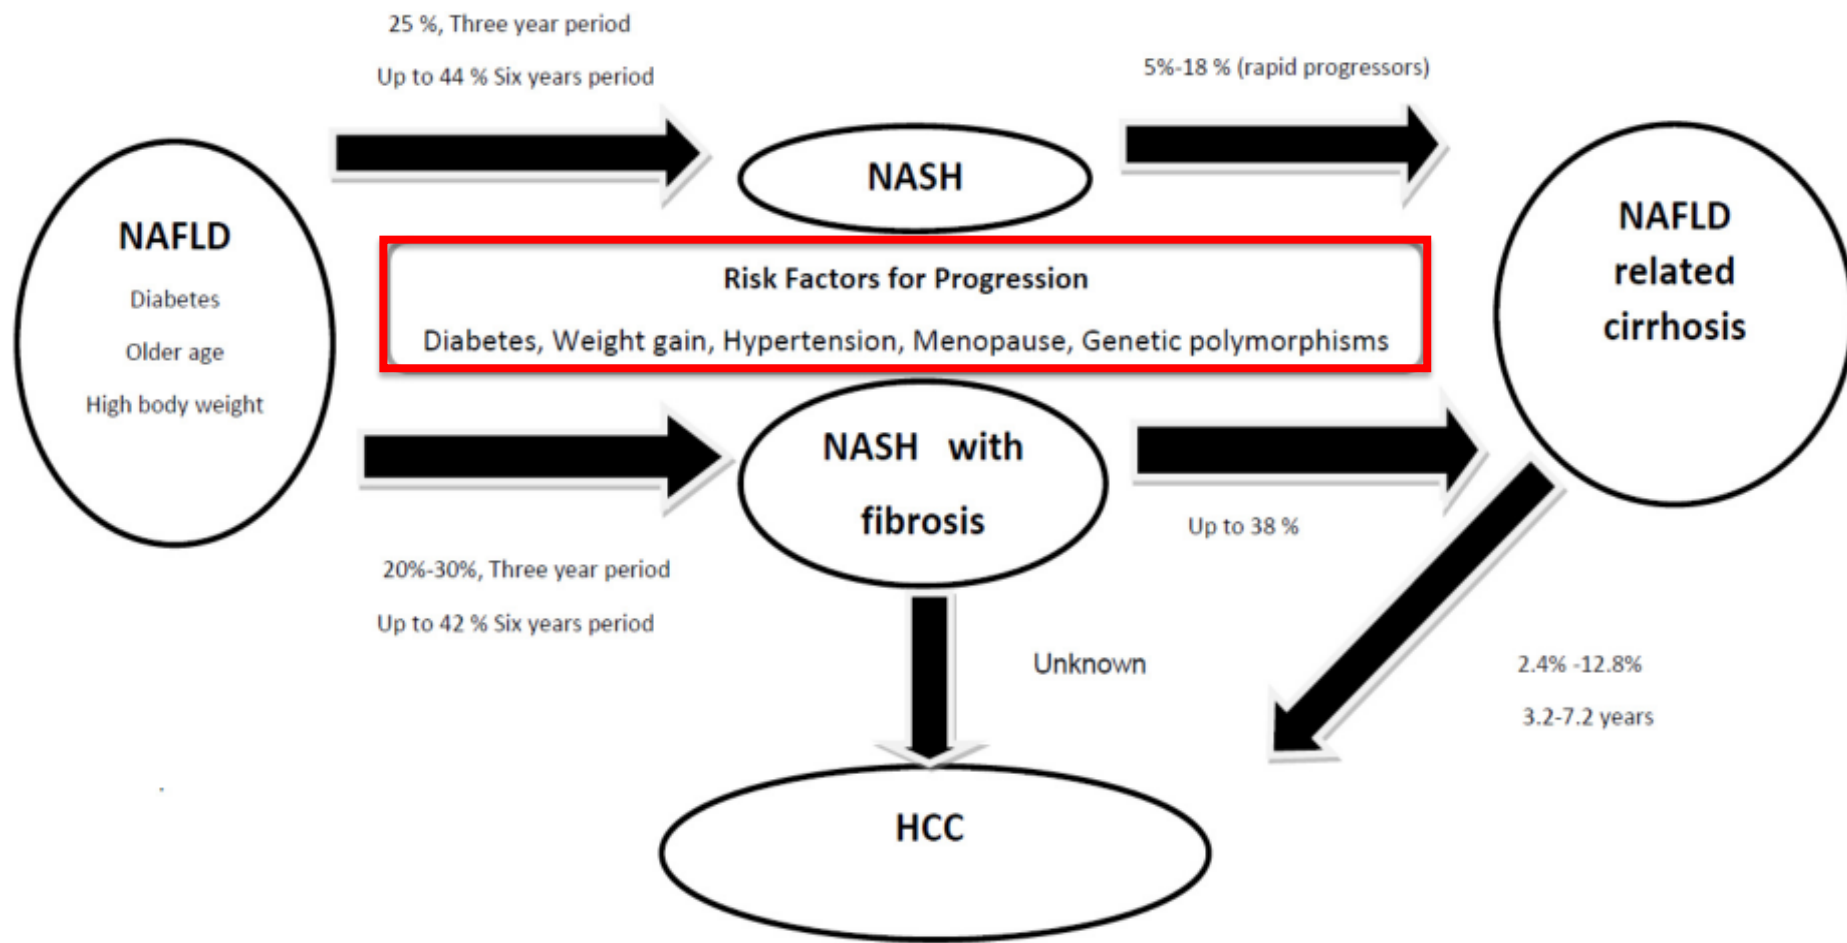 25 %, Three year period
Up to 44 % Six years period
5%-18 % (rapid progressors)
NASH
NAFLD
Diabetes
Older age
High body weight
Risk Factors for Progression
Diabetes, Weight gain, Hypertension, Menopause, Genetic polymorphisms
NAFLD
related
cirrhosis
NASH with
fibrosis
20%-30%, Three year period
Up to 42 % Six years period
Up to 38 %
Unknown
2.4% -12.8%
3.2-7.2 years
HCC